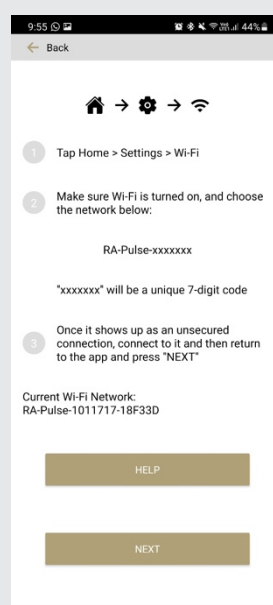 9:55 44%
Back
1 Tap Home > Settings > Wi-Fi
2 Make sure Wi-Fi is turned on, and choose
the network below:
RA-Pulse-xxxxxxx
"xxxxxxx" will be a unique 7-digit code
Once it shows up as an unsecured
3 connection, connect to it and then return
to the app and press "NEXT"
Current Wi-Fi Network:
RA-Pulse-1011717-18F33D
HELP
NEXT